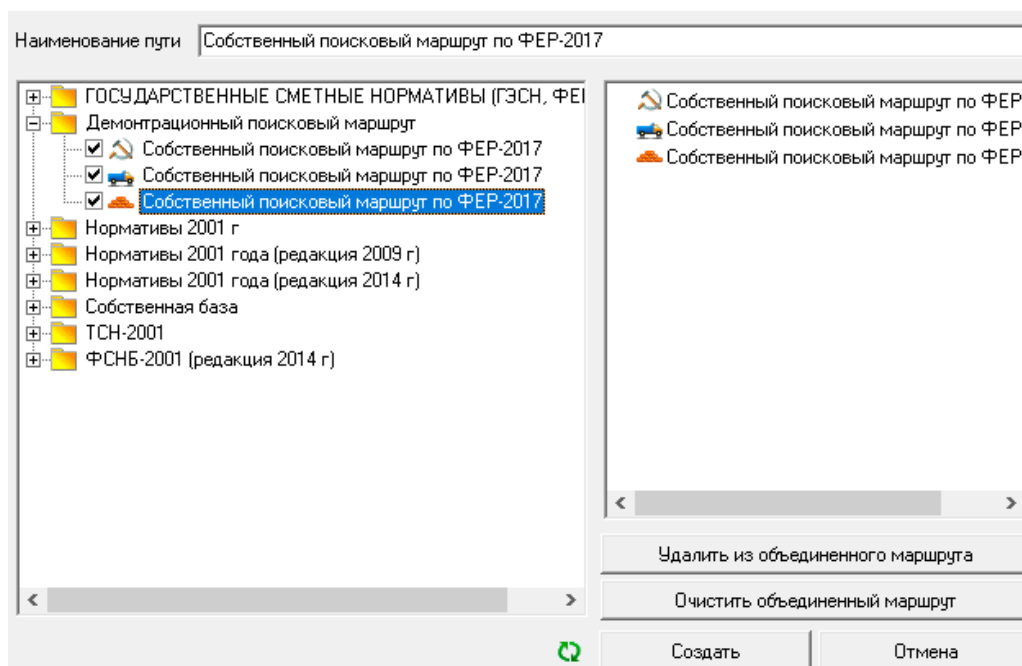 Наименование пути Собственный поисковый маршрут по ФЕР-2017
ГОСУДАРСТВЕННЫЕ СМЕТНЫЕ НОРМАТИВЫ (ГЭСН, ФЕ
Демонтрационный поисковый маршрут
Собственный поисковый маршрут по ФЕР-2017
Собственный поисковый маршрут по ФЕР-2017
Собственный поисковый маршрут по ФЕР-2017
Нормативы 2001 г
Нормативы 2001 года (редакция 2009 г)
Нормативы 2001 года (редакция 2014 г)
Собственная база
ТСН-2001
ФСНБ-2001 (редакция 2014 г)
Собственный поисковый маршрут по ФЕР
Собственный поисковый маршрут по ФЕР
Собственный поисковый маршрут по ФЕР
Удалить из объединенного маршрута
Очистить объединенный маршрут
Создать Отмена